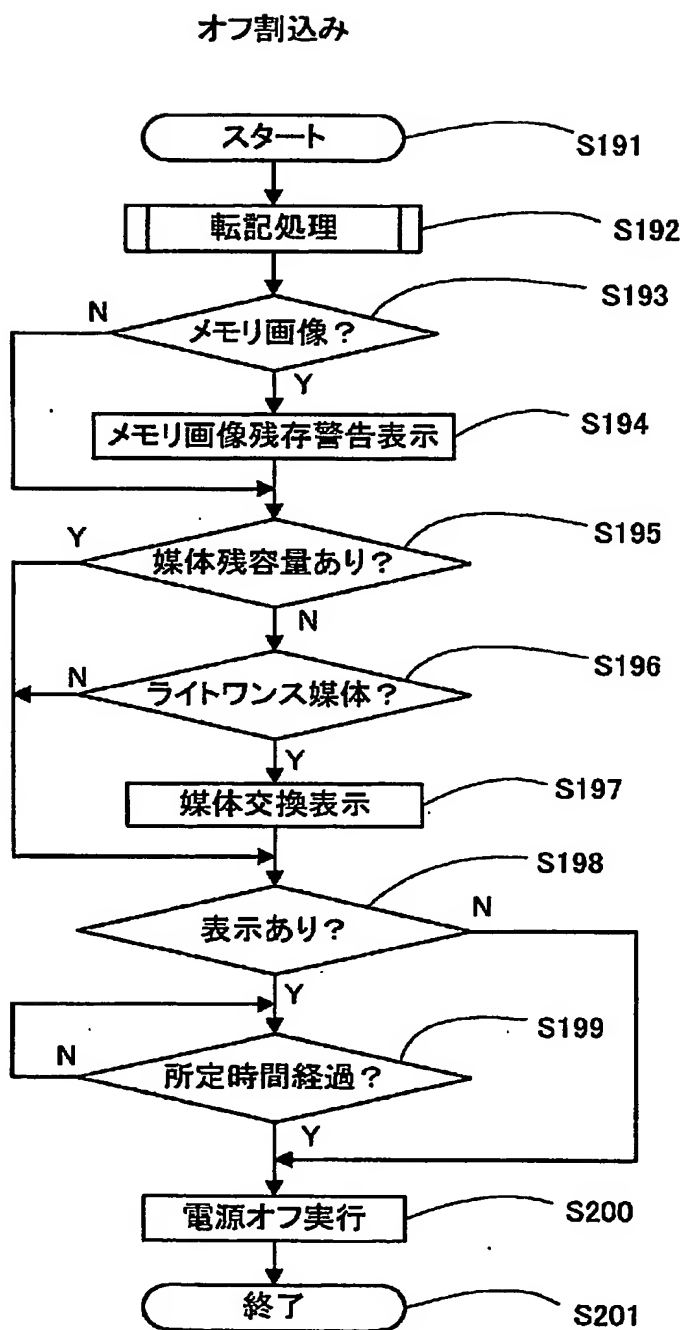 オフ割込み
スタート
S191
転記処理
S192
S193
N
メモリ画像?
Y
メモリ画像残存警告表示
S194
S195
Y
媒体残容量あり?
N
S196
N
ライトワンス媒体?
Y
媒体交換表示
S197
S198
N
表示あり?
Y
S199
N
所定時間経過?
Y
電源オフ実行
S200
終了
S201